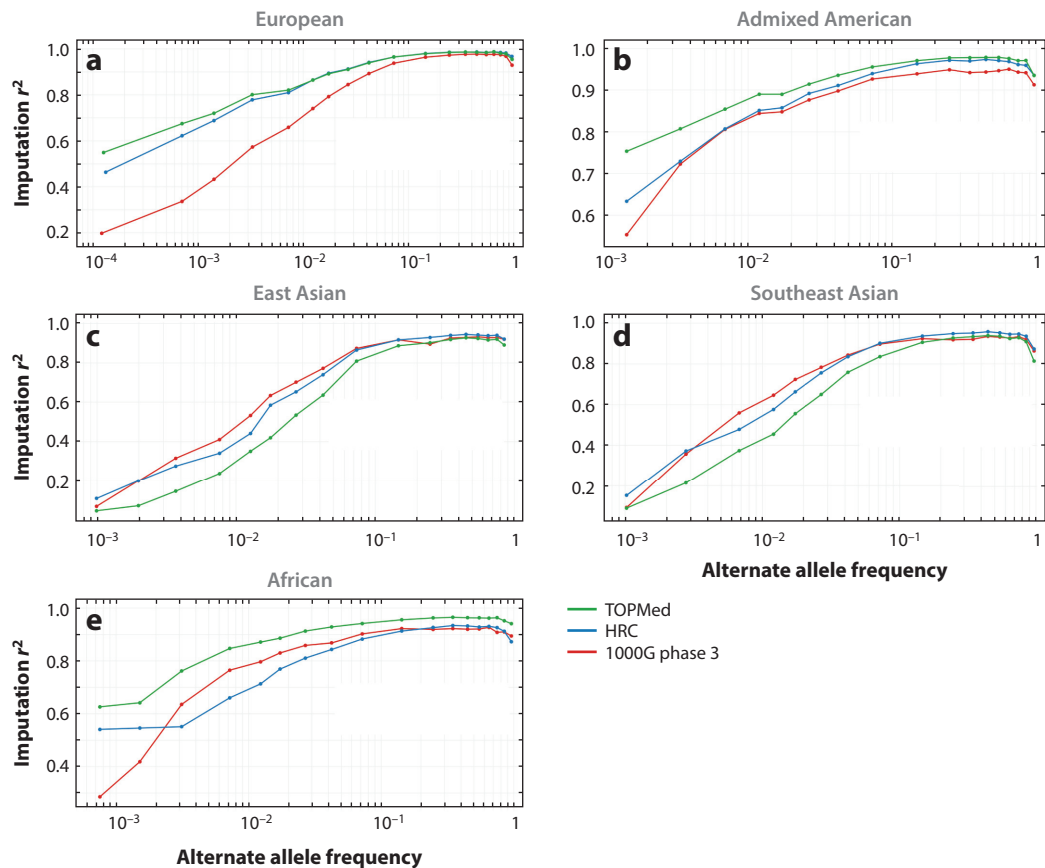 European
a
Imputation r²
1.0
0.8
0.6
0.4
0.2
10⁻⁴
10⁻³
10⁻²
10⁻¹
1
Admixed American
b
1.0
0.9
0.8
0.7
0.6
10⁻³
10⁻²
10⁻¹
1
East Asian
c
Imputation r²
1.0
0.8
0.6
0.4
0.2
10⁻³
10⁻²
10⁻¹
1
Southeast Asian
d
1.0
0.8
0.6
0.4
0.2
10⁻³
10⁻²
10⁻¹
1
Alternate allele frequency
African
e
Imputation r²
1.0
0.8
0.6
0.4
10⁻³
10⁻²
10⁻¹
1
Alternate allele frequency
TOPMed
HRC
1000G phase 3